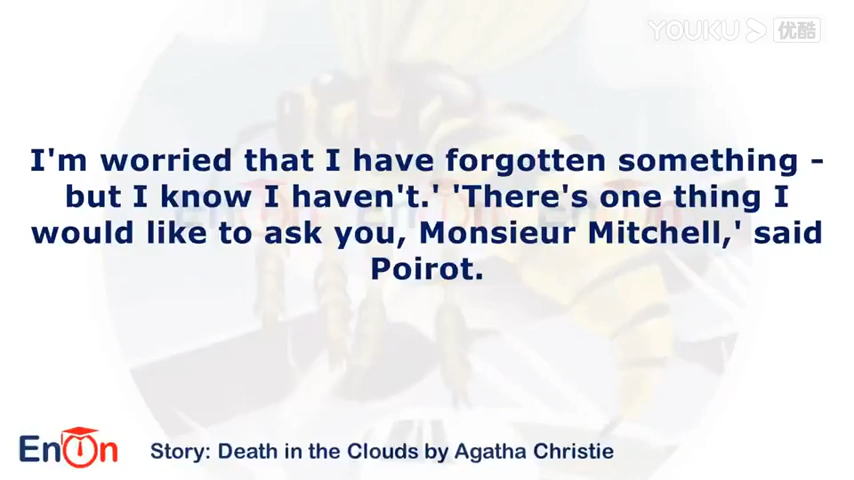 YOUKU 优酷
I'm worried that I have forgotten something -
but I know I haven't.' 'There's one thing I
would like to ask you, Monsieur Mitchell,' said
Poirot.
EnOn
Story: Death in the Clouds by Agatha Christie